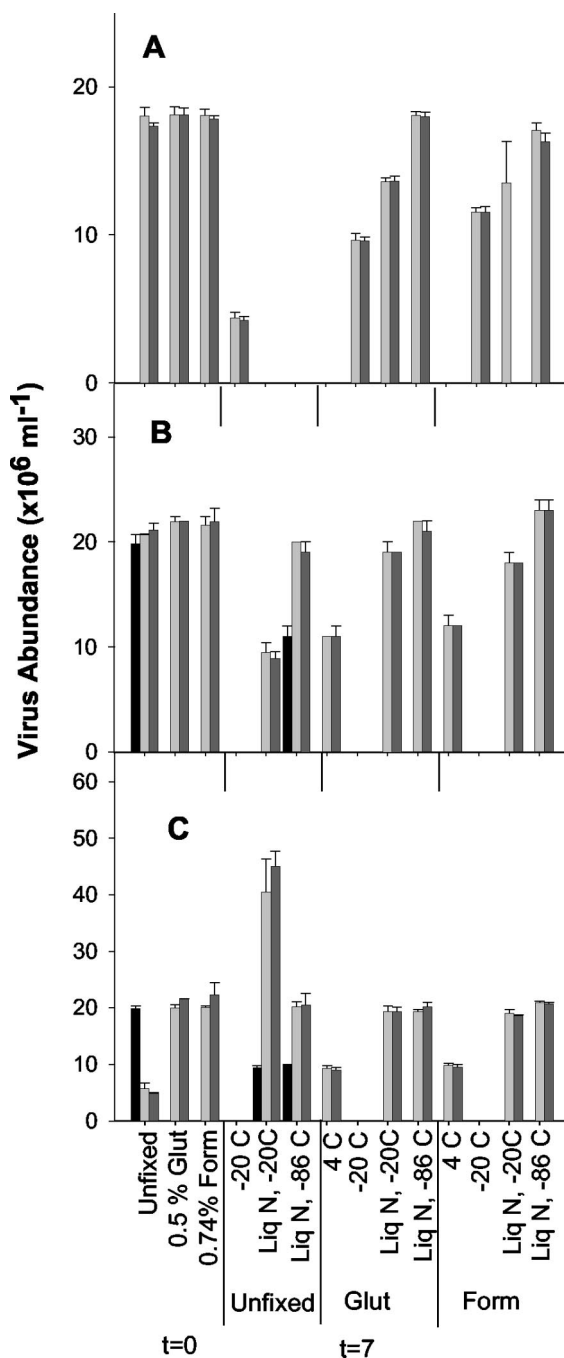 A
20
10
0
B
30
20
10
0
C
60
50
40
30
20
10
0
Virus Abundance (x10⁶ ml⁻¹)
Unfixed
0.5 % Glut
0.74% Form
-20 C
Liq N, -20C
Liq N, -86 C
4 C
-20 C
Liq N, -20C
Liq N, -86 C
4 C
-20 C
Liq N, -20C
Liq N, -86 C
Unfixed Glut Form
t=0 t=7